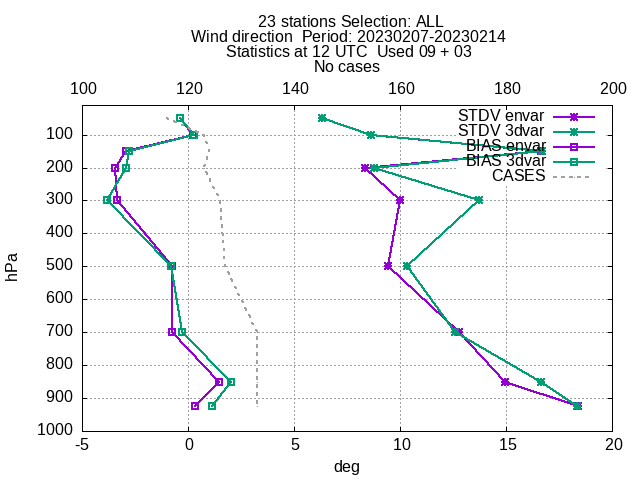 23 stations Selection: ALL
Wind direction  Period: 20230207-20230214
Statistics at 12 UTC  Used 09 + 03
No cases
100 120 140 160 180 200
STDV envar
STDV 3dvar
BIAS envar
BIAS 3dvar
CASES
100
200
300
400
500
600
700
800
900
1000
hPa
-5 0 5 10 15 20
deg